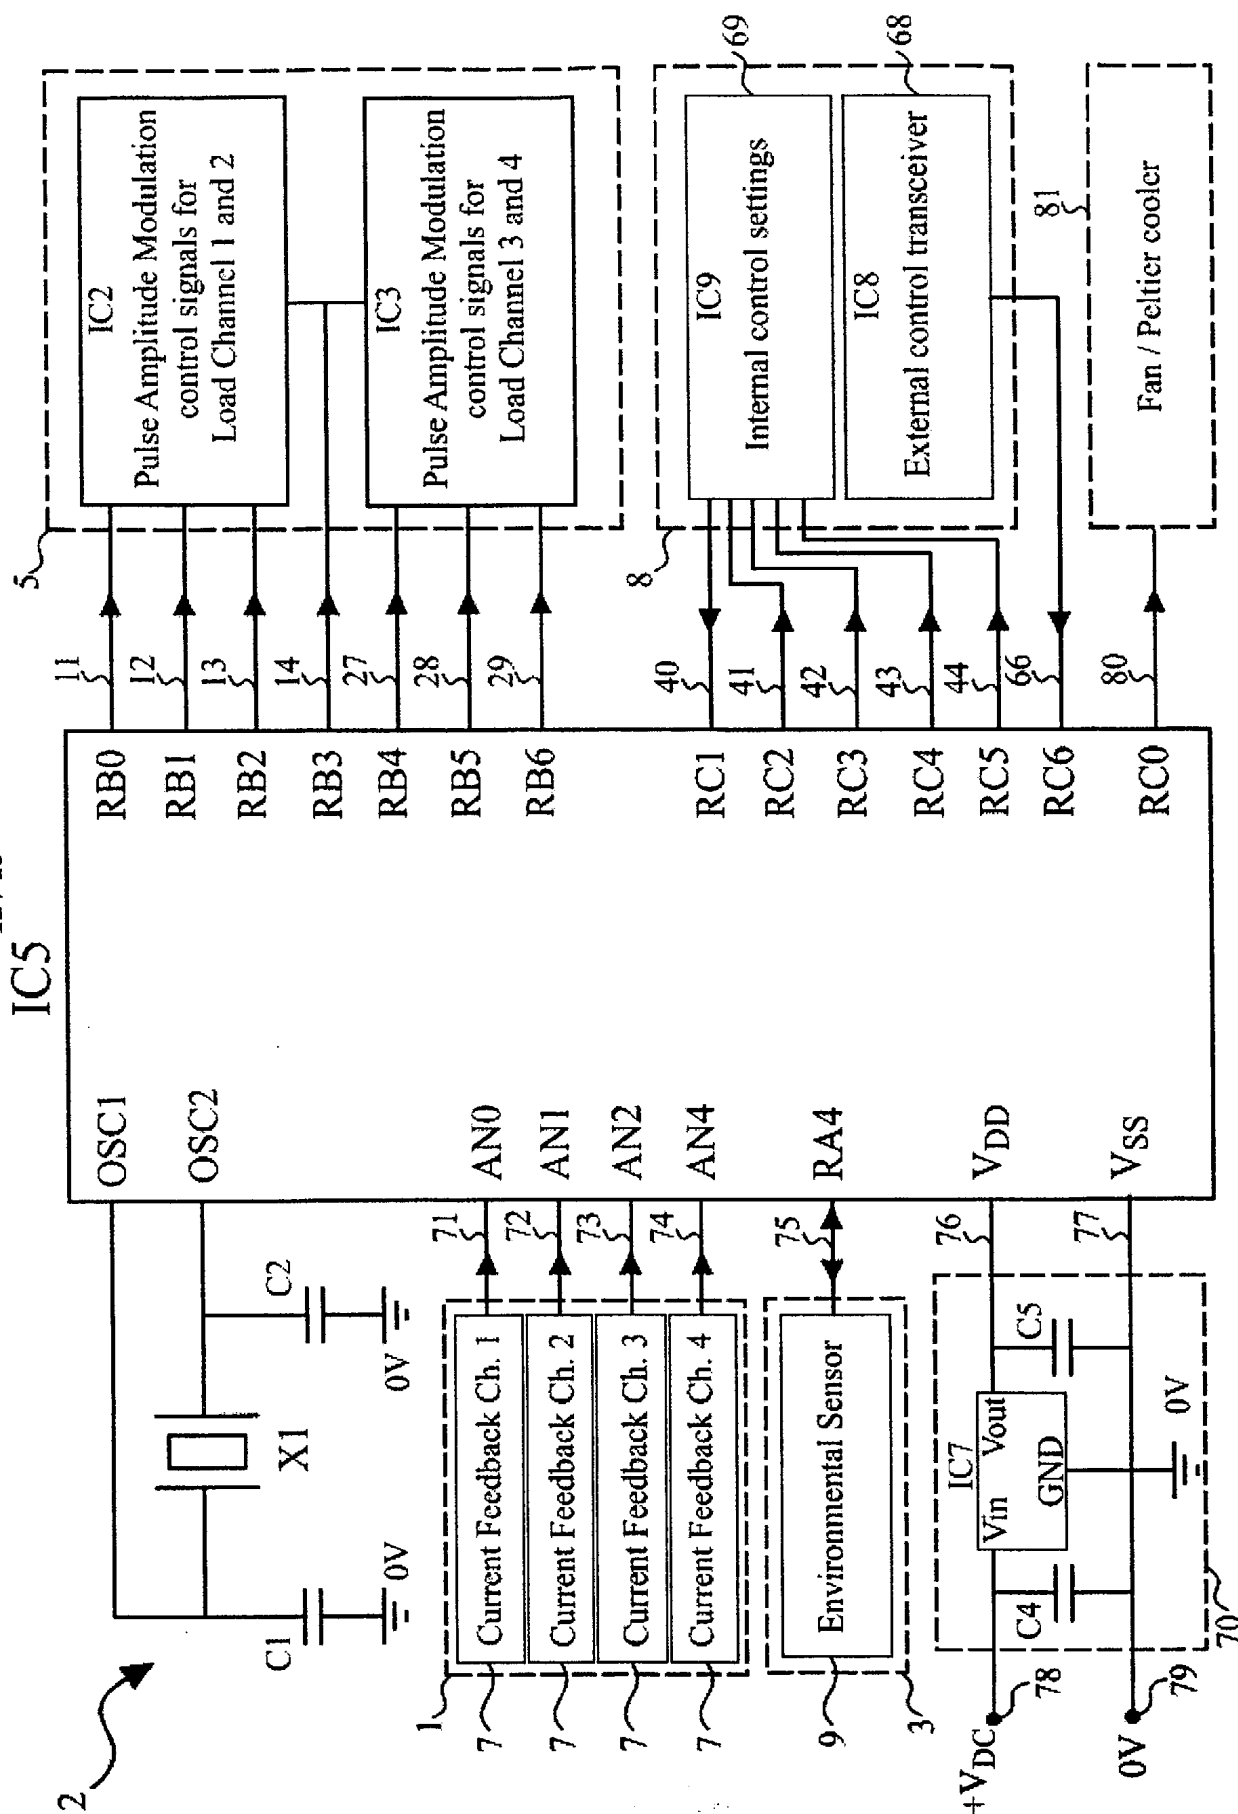 IC5
2
OSC1
OSC2
AN0
AN1
AN2
AN4
RA4
VDD
VSS
RB0
RB1
RB2
RB3
RB4
RB5
RB6
RC1
RC2
RC3
RC4
RC5
RC6
RC0
C1
0V
X1
C2
0V
1
7
Current Feedback Ch. 1
71
7
Current Feedback Ch. 2
72
7
Current Feedback Ch. 3
73
7
Current Feedback Ch. 4
74
3
9
Environmental Sensor
75
+VDC
78
0V
79
70
C4
IC7
Vin
Vout
GND
C5
0V
76
77
11
12
13
14
27
28
29
5
IC2
Pulse Amplitude Modulation
control signals for
Load Channel 1 and 2
IC3
Pulse Amplitude Modulation
control signals for
Load Channel 3 and 4
40
41
42
43
44
66
80
8
IC9
Internal control settings
69
IC8
External control transceiver
68
81
Fan / Peltier cooler